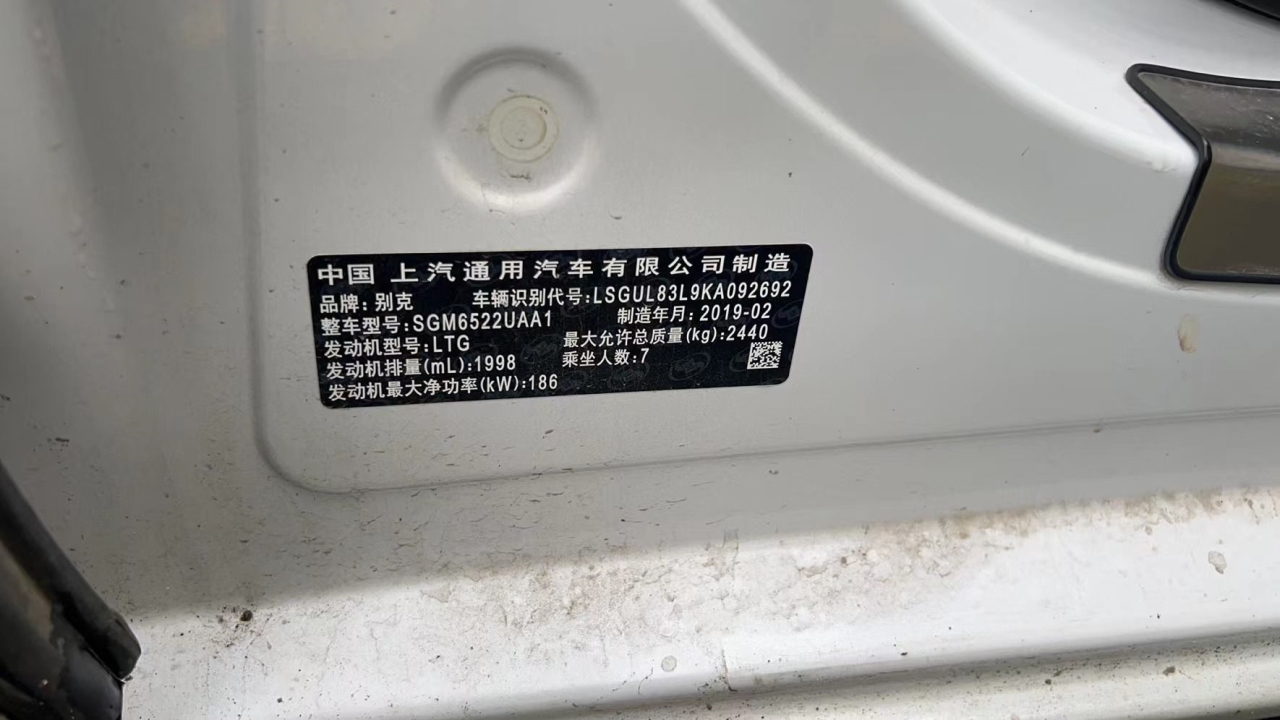 中国 上汽通用汽车有限公司制造
品牌:别克 车辆识别代号:LSGUL83L9KA092692
整车型号:SGM6522UAA1 制造年月:2019-02
发动机型号:LTG 最大允许总质量(kg):2440
发动机排量(mL):1998 乘坐人数:7
发动机最大净功率(kW):186